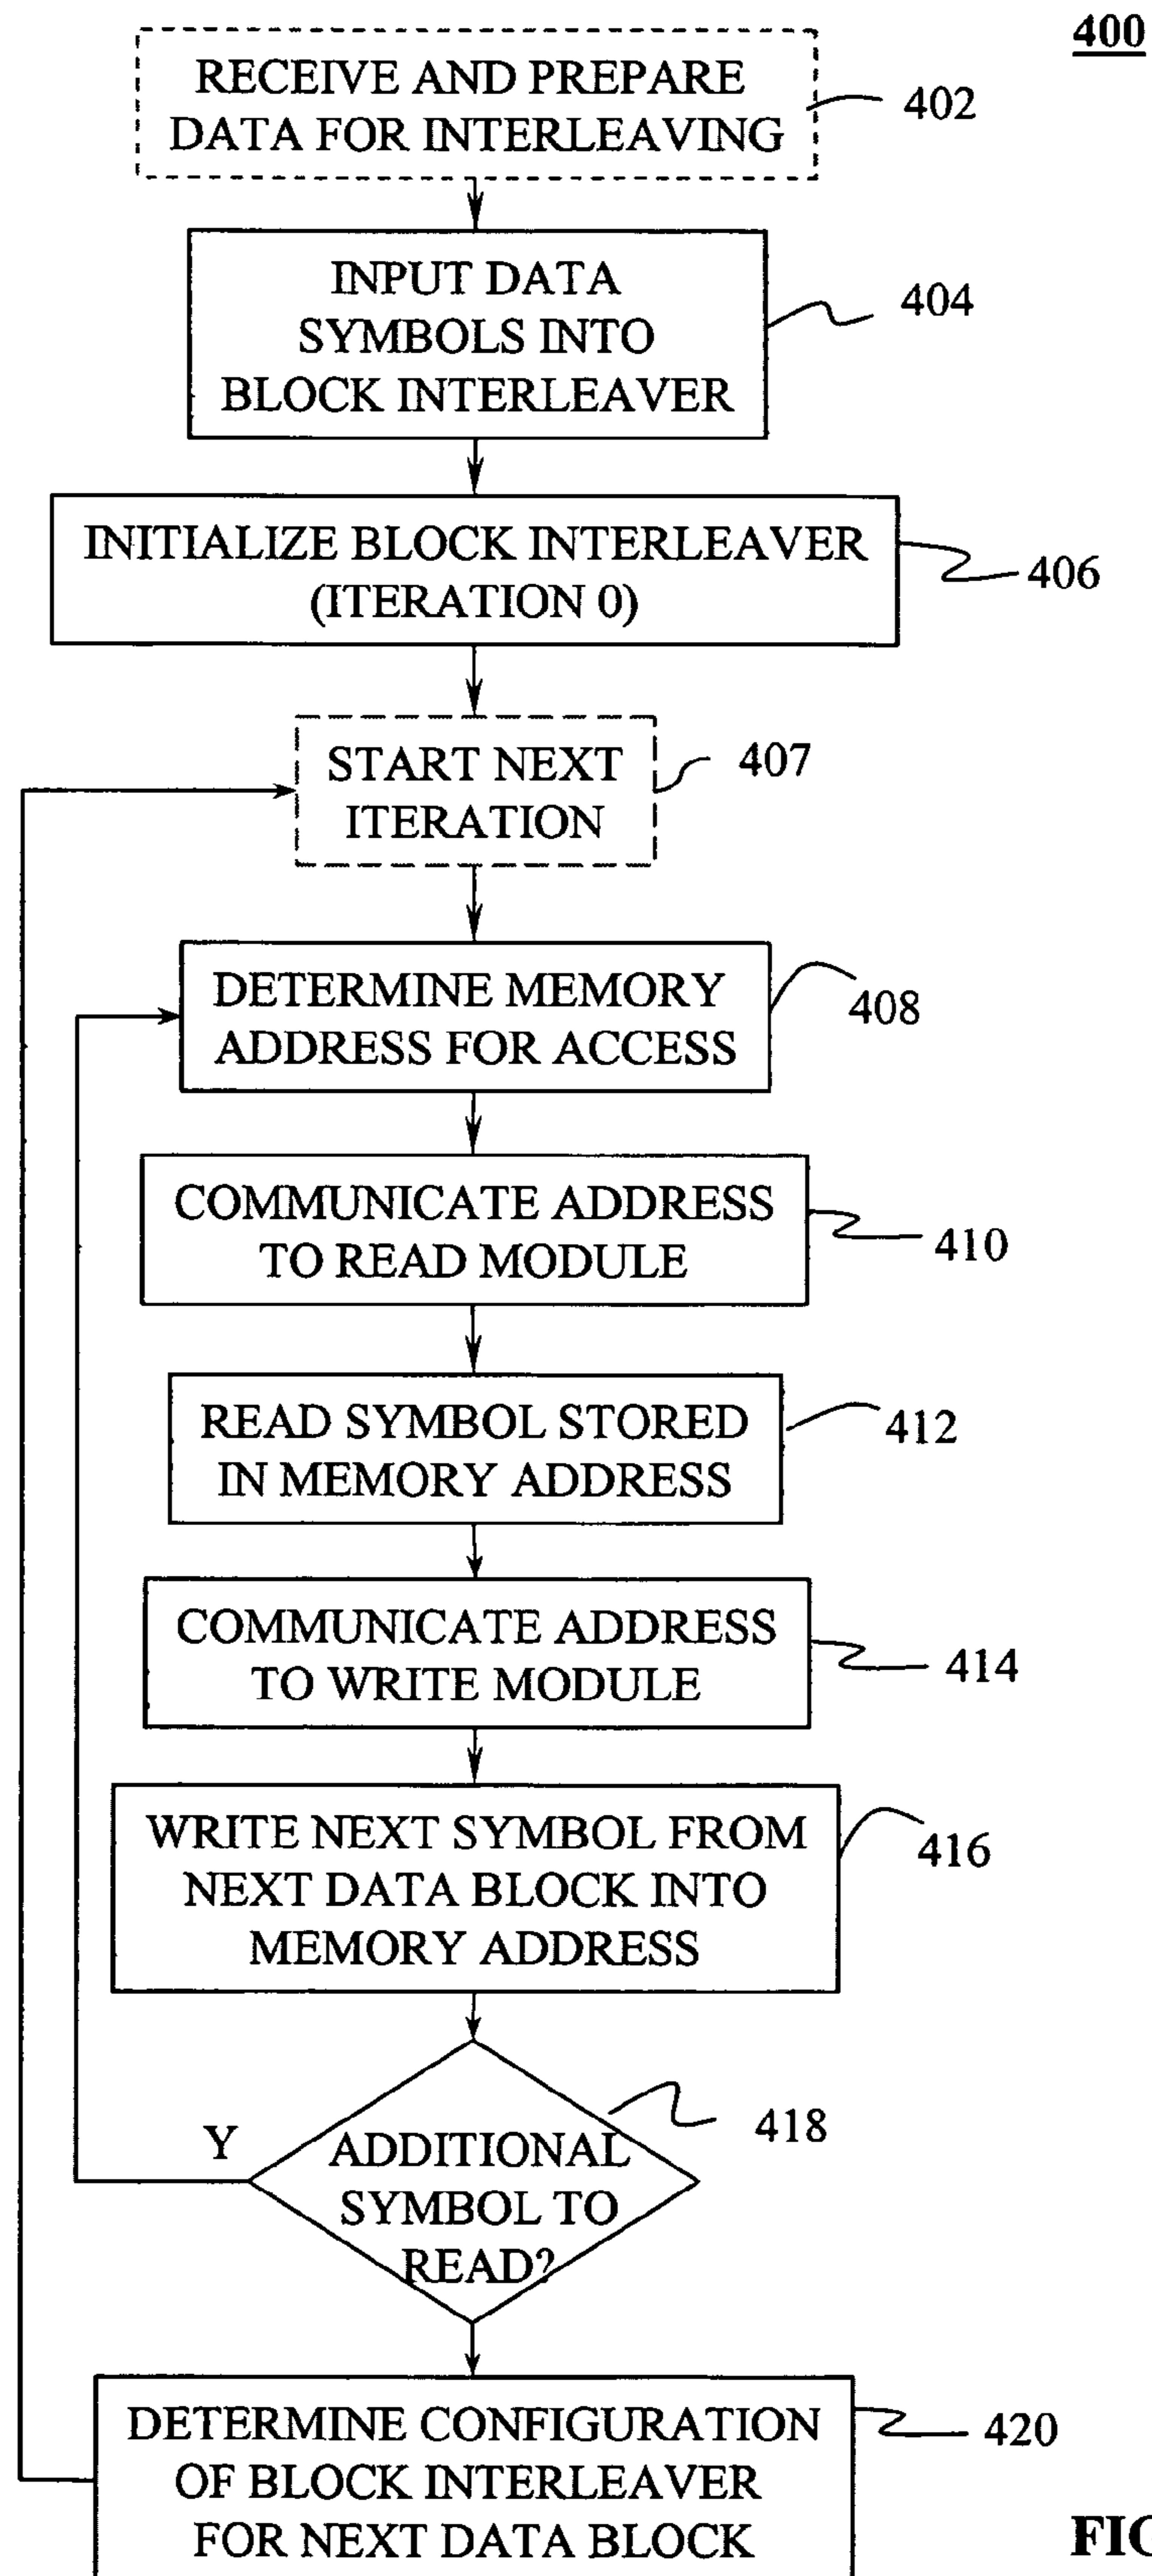 400
RECEIVE AND PREPARE
DATA FOR INTERLEAVING
402
INPUT DATA
SYMBOLS INTO
BLOCK INTERLEAVER
404
INITIALIZE BLOCK INTERLEAVER
(ITERATION 0)
406
START NEXT
ITERATION
407
DETERMINE MEMORY
ADDRESS FOR ACCESS
408
COMMUNICATE ADDRESS
TO READ MODULE
410
READ SYMBOL STORED
IN MEMORY ADDRESS
412
COMMUNICATE ADDRESS
TO WRITE MODULE
414
WRITE NEXT SYMBOL FROM
NEXT DATA BLOCK INTO
MEMORY ADDRESS
416
Y
ADDITIONAL
SYMBOL TO
READ?
418
DETERMINE CONFIGURATION
OF BLOCK INTERLEAVER
FOR NEXT DATA BLOCK
420